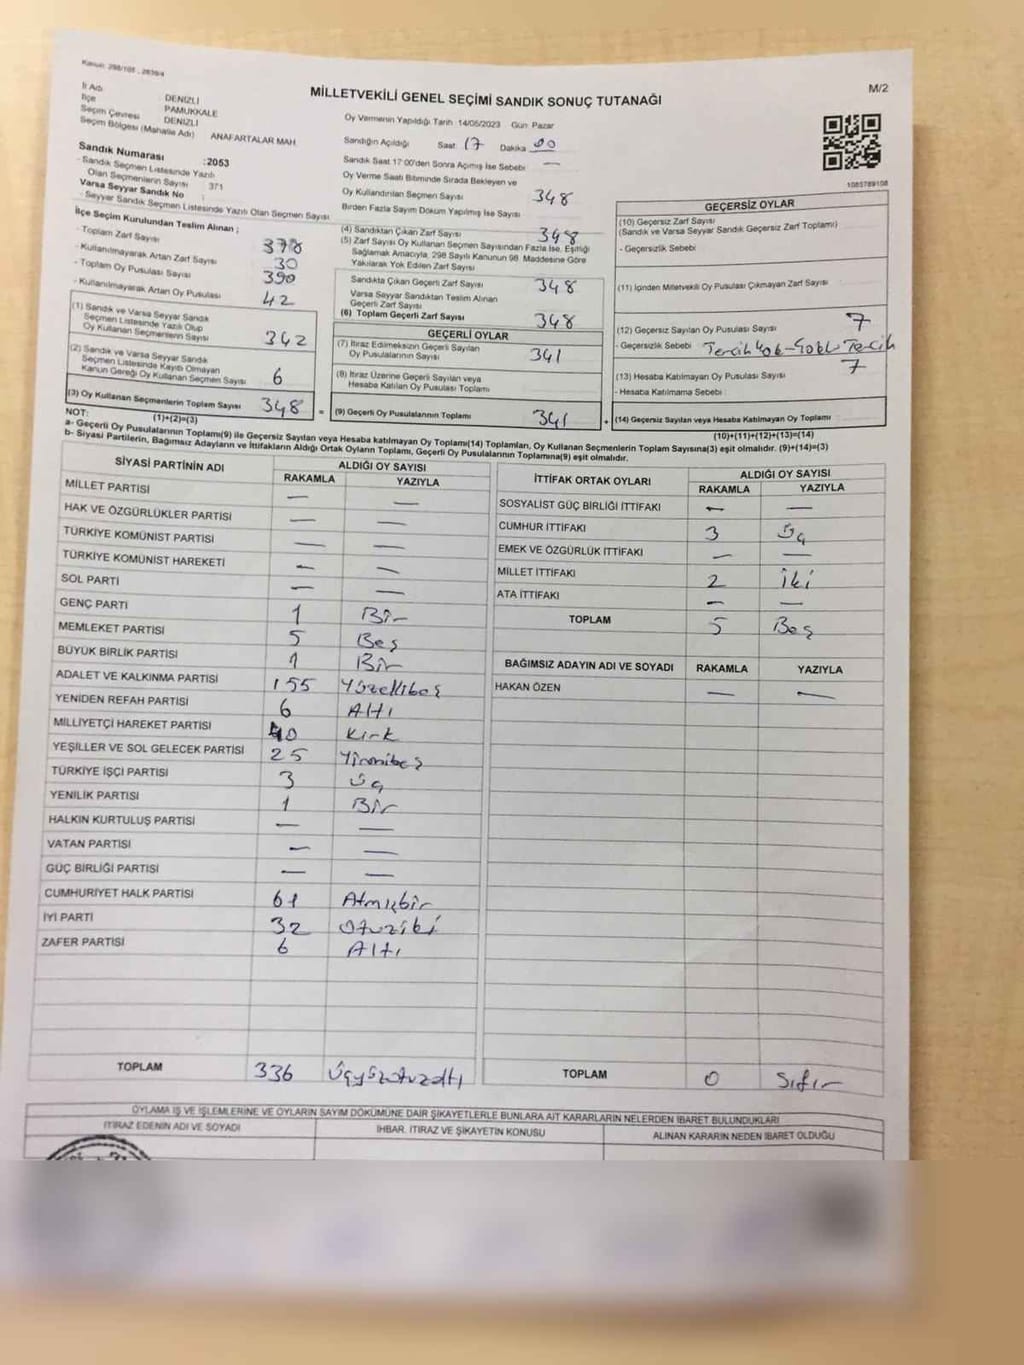 Kanun: 298/105 , 2839/4
M/2
MİLLETVEKİLİ GENEL SEÇİMİ SANDIK SONUÇ TUTANAĞI
İl Adı : DENİZLİ
İlçe : PAMUKKALE
Seçim Çevresi : DENİZLİ
Seçim Bölgesi (Mahalle Adı) : ANAFARTALAR MAH.
Sandık Numarası :2053
- Sandık Seçmen Listesinde Yazılı
Olan Seçmenlerin Sayısı : 371
Varsa Seyyar Sandık No :
- Seyyar Sandık Seçmen Listesinde Yazılı Olan Seçmen Sayısı :
İlçe Seçim Kurulundan Teslim Alınan ;
- Toplam Zarf Sayısı 378
- Kullanılmayarak Artan Zarf Sayısı 30
- Toplam Oy Pusulası Sayısı 390
- Kullanılmayarak Artan Oy Pusulası 42
(1) Sandık ve Varsa Seyyar Sandık
Seçmen Listesinde Yazılı Olup
Oy Kullanan Seçmenlerin Sayısı 342
(2) Sandık ve Varsa Seyyar Sandık
Seçmen Listesinde Kayıtlı Olmayan
Kanun Gereği Oy Kullanan Seçmen Sayısı 6
(3) Oy Kullanan Seçmenlerin Toplam Sayısı 348
(1)+(2)=(3)
Oy Vermenin Yapıldığı Tarih :14/05/2023 Gün: Pazar
Sandığın Açıldığı Saat: 17 Dakika 00
Sandık Saat 17:00'den Sonra Açılmış İse Sebebi : —
Oy Verme Saati Bitiminde Sırada Bekleyen ve
Oy Kullandırılan Seçmen Sayısı 348
Birden Fazla Sayım Döküm Yapılmış İse Sayısı
(4) Sandıktan Çıkan Zarf Sayısı 348
(5) Zarf Sayısı Oy Kullanan Seçmen Sayısından Fazla İse, Eşitliği
Sağlamak Amacıyla, 298 Sayılı Kanunun 98. Maddesine Göre
Yakılarak Yok Edilen Zarf Sayısı
Sandıkta Çıkan Geçerli Zarf Sayısı 348
Varsa Seyyar Sandıktan Teslim Alınan
Geçerli Zarf Sayısı
(6) Toplam Geçerli Zarf Sayısı 348
GEÇERLİ OYLAR
(7) İtiraz Edilmeksizin Geçerli Sayılan
Oy Pusulalarının Sayısı 341
(8) İtiraz Üzerine Geçerli Sayılan veya
Hesaba Katılan Oy Pusulası Toplamı
= (9) Geçerli Oy Pusulalarının Toplamı 341 +
1085789108
GEÇERSİZ OYLAR
(10) Geçersiz Zarf Sayısı
(Sandık ve Varsa Seyyar Sandık Geçersiz Zarf Toplamı)
- Geçersizlik Sebebi :
(11) İçinden Milletvekili Oy Pusulası Çıkmayan Zarf Sayısı
(12) Geçersiz Sayılan Oy Pusulası Sayısı 7
- Geçersizlik Sebebi : Tercih Yok-Çoklu Tercih
(13) Hesaba Katılmayan Oy Pusulası Sayısı 7
- Hesaba Katılmama Sebebi :
(14) Geçersiz Sayılan veya Hesaba Katılmayan Oy Toplamı
(10)+(11)+(12)+(13)=(14)
NOT:
a- Geçerli Oy Pusulalarının Toplamı(9) ile Geçersiz Sayılan veya Hesaba katılmayan Oy Toplamı(14) Toplamları, Oy Kullanan Seçmenlerin Toplam Sayısına(3) eşit olmalıdır. (9)+(14)=(3)
b- Siyasi Partilerin, Bağımsız Adayların ve İttifakların Aldığı Ortak Oyların Toplamı, Geçerli Oy Pusulalarının Toplamına(9) eşit olmalıdır.
SİYASİ PARTİNİN ADI ALDIĞI OY SAYISI
RAKAMLA YAZIYLA
MİLLET PARTİSİ — —
HAK VE ÖZGÜRLÜKLER PARTİSİ — —
TÜRKİYE KOMÜNİST PARTİSİ — —
TÜRKİYE KOMÜNİST HAREKETİ — —
SOL PARTİ — —
GENÇ PARTİ 1 Bir
MEMLEKET PARTİSİ 5 Beş
BÜYÜK BİRLİK PARTİSİ 1 Bir
ADALET VE KALKINMA PARTİSİ 155 Yüzellibeş
YENİDEN REFAH PARTİSİ 6 Altı
MİLLİYETÇİ HAREKET PARTİSİ 40 Kırk
YEŞİLLER VE SOL GELECEK PARTİSİ 25 Yirmibeş
TÜRKİYE İŞÇİ PARTİSİ 3 Üç
YENİLİK PARTİSİ 1 Bir
HALKIN KURTULUŞ PARTİSİ — —
VATAN PARTİSİ — —
GÜÇ BİRLİĞİ PARTİSİ — —
CUMHURİYET HALK PARTİSİ 61 Atmışbir
İYİ PARTİ 32 Otuziki
ZAFER PARTİSİ 6 Altı
TOPLAM 336 Üçyüzotuzaltı
İTTİFAK ORTAK OYLARI ALDIĞI OY SAYISI
RAKAMLA YAZIYLA
SOSYALİST GÜÇ BİRLİĞİ İTTİFAKI — —
CUMHUR İTTİFAKI 3 Üç
EMEK VE ÖZGÜRLÜK İTTİFAKI — —
MİLLET İTTİFAKI 2 İki
ATA İTTİFAKI — —
TOPLAM 5 Beş
BAĞIMSIZ ADAYIN ADI VE SOYADI RAKAMLA YAZIYLA
HAKAN ÖZEN — —
TOPLAM 0 Sıfır
OYLAMA İŞ VE İŞLEMLERİNE VE OYLARIN SAYIM DÖKÜMÜNE DAİR ŞİKAYETLERLE BUNLARA AİT KARARLARIN NELERDEN İBARET BULUNDUKLARI
İTİRAZ EDENİN ADI VE SOYADI İHBAR, İTİRAZ VE ŞİKAYETİN KONUSU ALINAN KARARIN NEDEN İBARET OLDUĞU